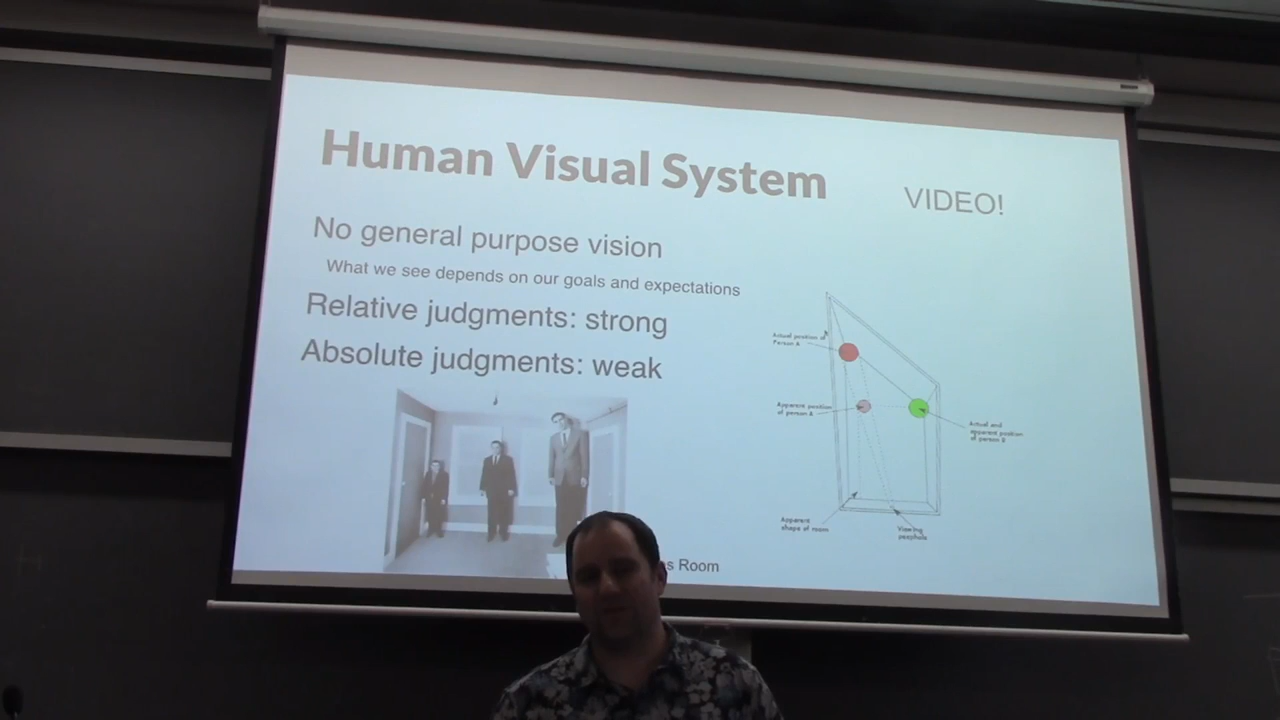 Human Visual System
VIDEO!
No general purpose vision
What we see depends on our goals and expectations
Relative judgments: strong
Absolute judgments: weak
Actual position of
Person A
Apparent position
of person A
Actual and
apparent position
of person B
Apparent
shape of room
Viewing
peephole
Room